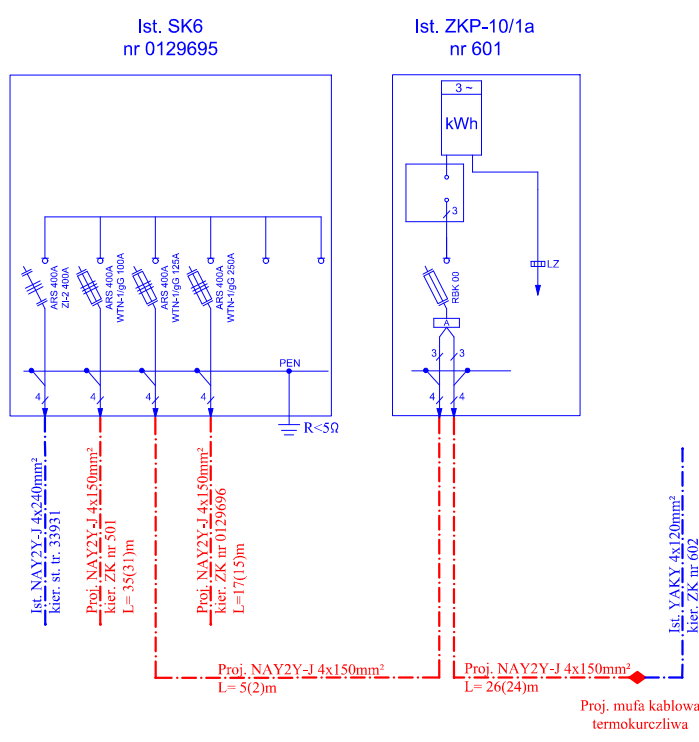 Ist. SK6
nr 0129695
Ist. ZKP-10/1a
nr 601
3 ~
kWh
3
LZ
ARS 400A
ZI-2 400A
ARS 400A
WTN-1/gG 100A
ARS 400A
WTN-1/gG 125A
ARS 400A
WTN-1/gG 250A
RBK 00
A
3
3
PEN
4
4
4
4
4
4
R<5Ω
Ist. NAY2Y-J 4x240mm²
kier. st. tr. 33931
Proj. NAY2Y-J 4x150mm²
kier. ZK nr 501
L= 35(31)m
Proj. NAY2Y-J 4x150mm²
kier. ZK nr 0129696
L=17(15)m
Ist. YAKY 4x120mm²
kier. ZK nr 602
Proj. NAY2Y-J 4x150mm²
L= 5(2)m
Proj. NAY2Y-J 4x150mm²
L= 26(24)m
Proj. mufa kablowa
termokurczliwa